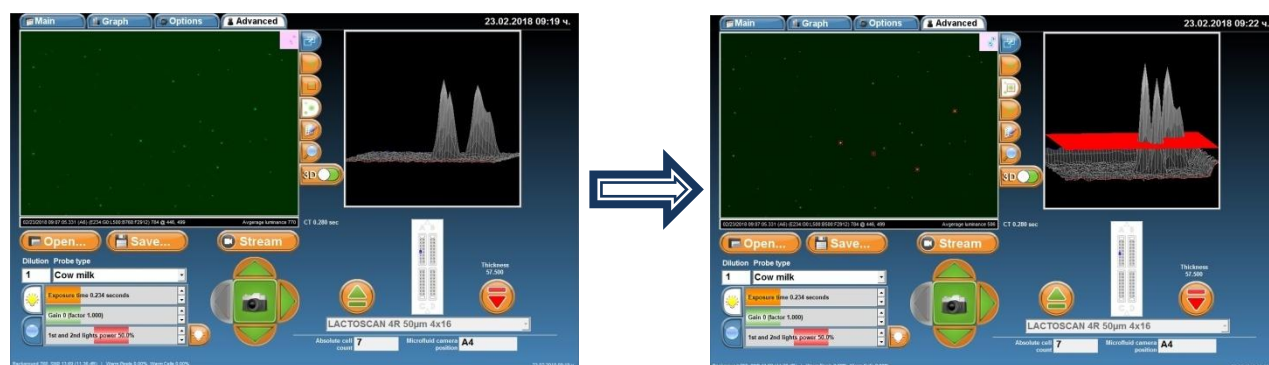 Main Graph Options Advanced 23.02.2018 09:19 ч.
3D
CT 0.280 sec
Average luminance 770
Open... Save... Stream
Dilution Probe type
1 Cow milk
Thickness
57.500
Exposure time 0.234 seconds
Gain 0 (factor 1.000)
1st and 2nd lights power 50.0%
LACTOSCAN 4R 50µm 4x16
Absolute cell count 7
Microfluid camera position A4
Main Graph Options Advanced 23.02.2018 09:22 ч.
3D
CT 0.280 sec
Open... Save... Stream
Dilution Probe type
1 Cow milk
Thickness
57.500
Exposure time 0.234 seconds
Gain 0 (factor 1.000)
1st and 2nd lights power 50.0%
LACTOSCAN 4R 50µm 4x16
Absolute cell count 7
Microfluid camera position A4